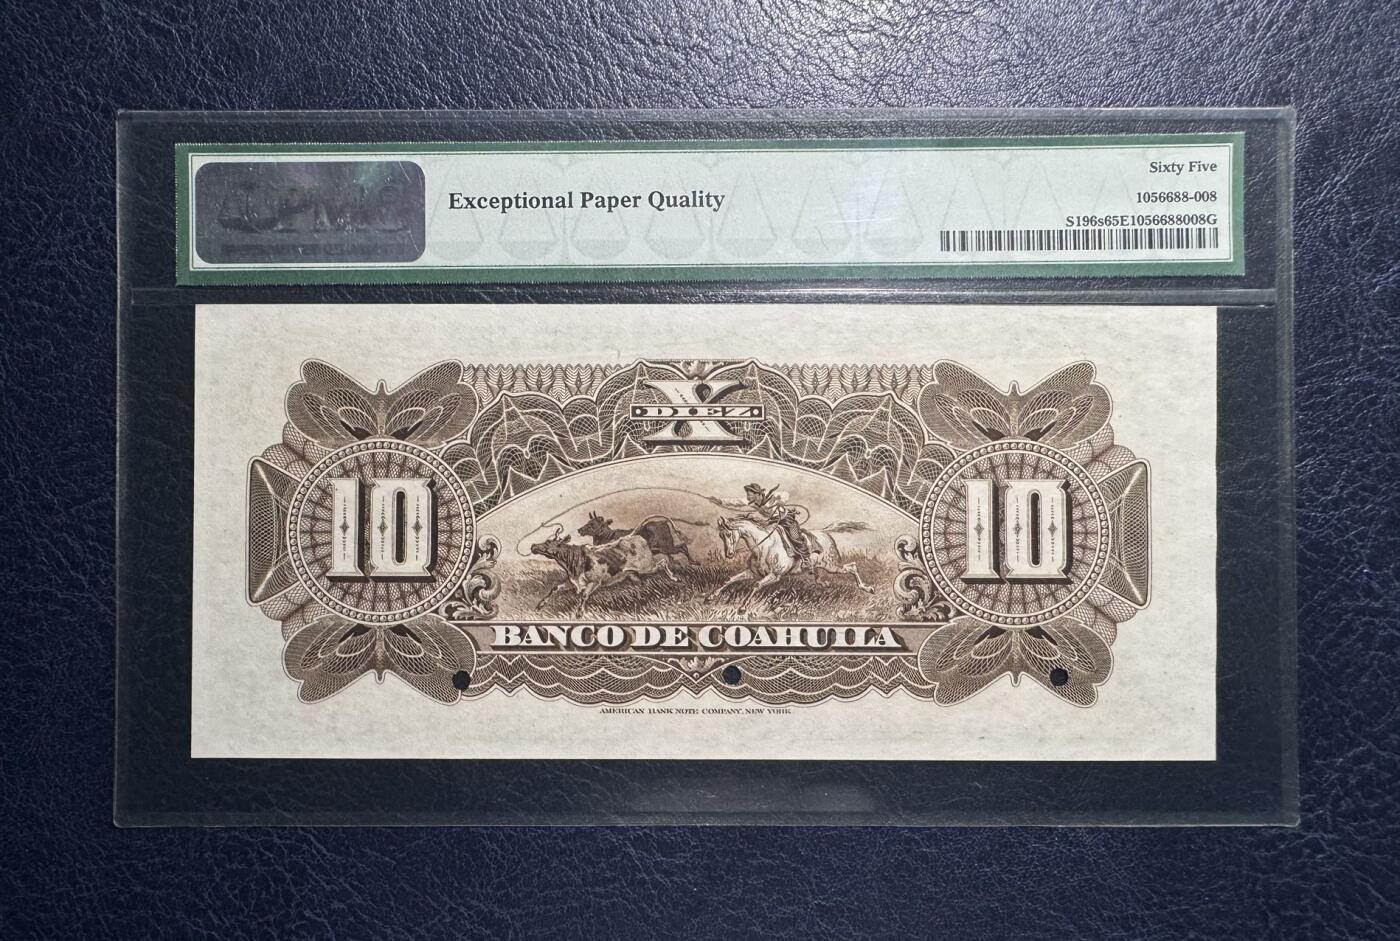 PMG
Exceptional Paper Quality
Sixty Five
1056688-008
S196s65E1056688008G
X
DIEZ
10
10
BANCO DE COAHUILA
AMERICAN BANK NOTE COMPANY, NEW YORK.